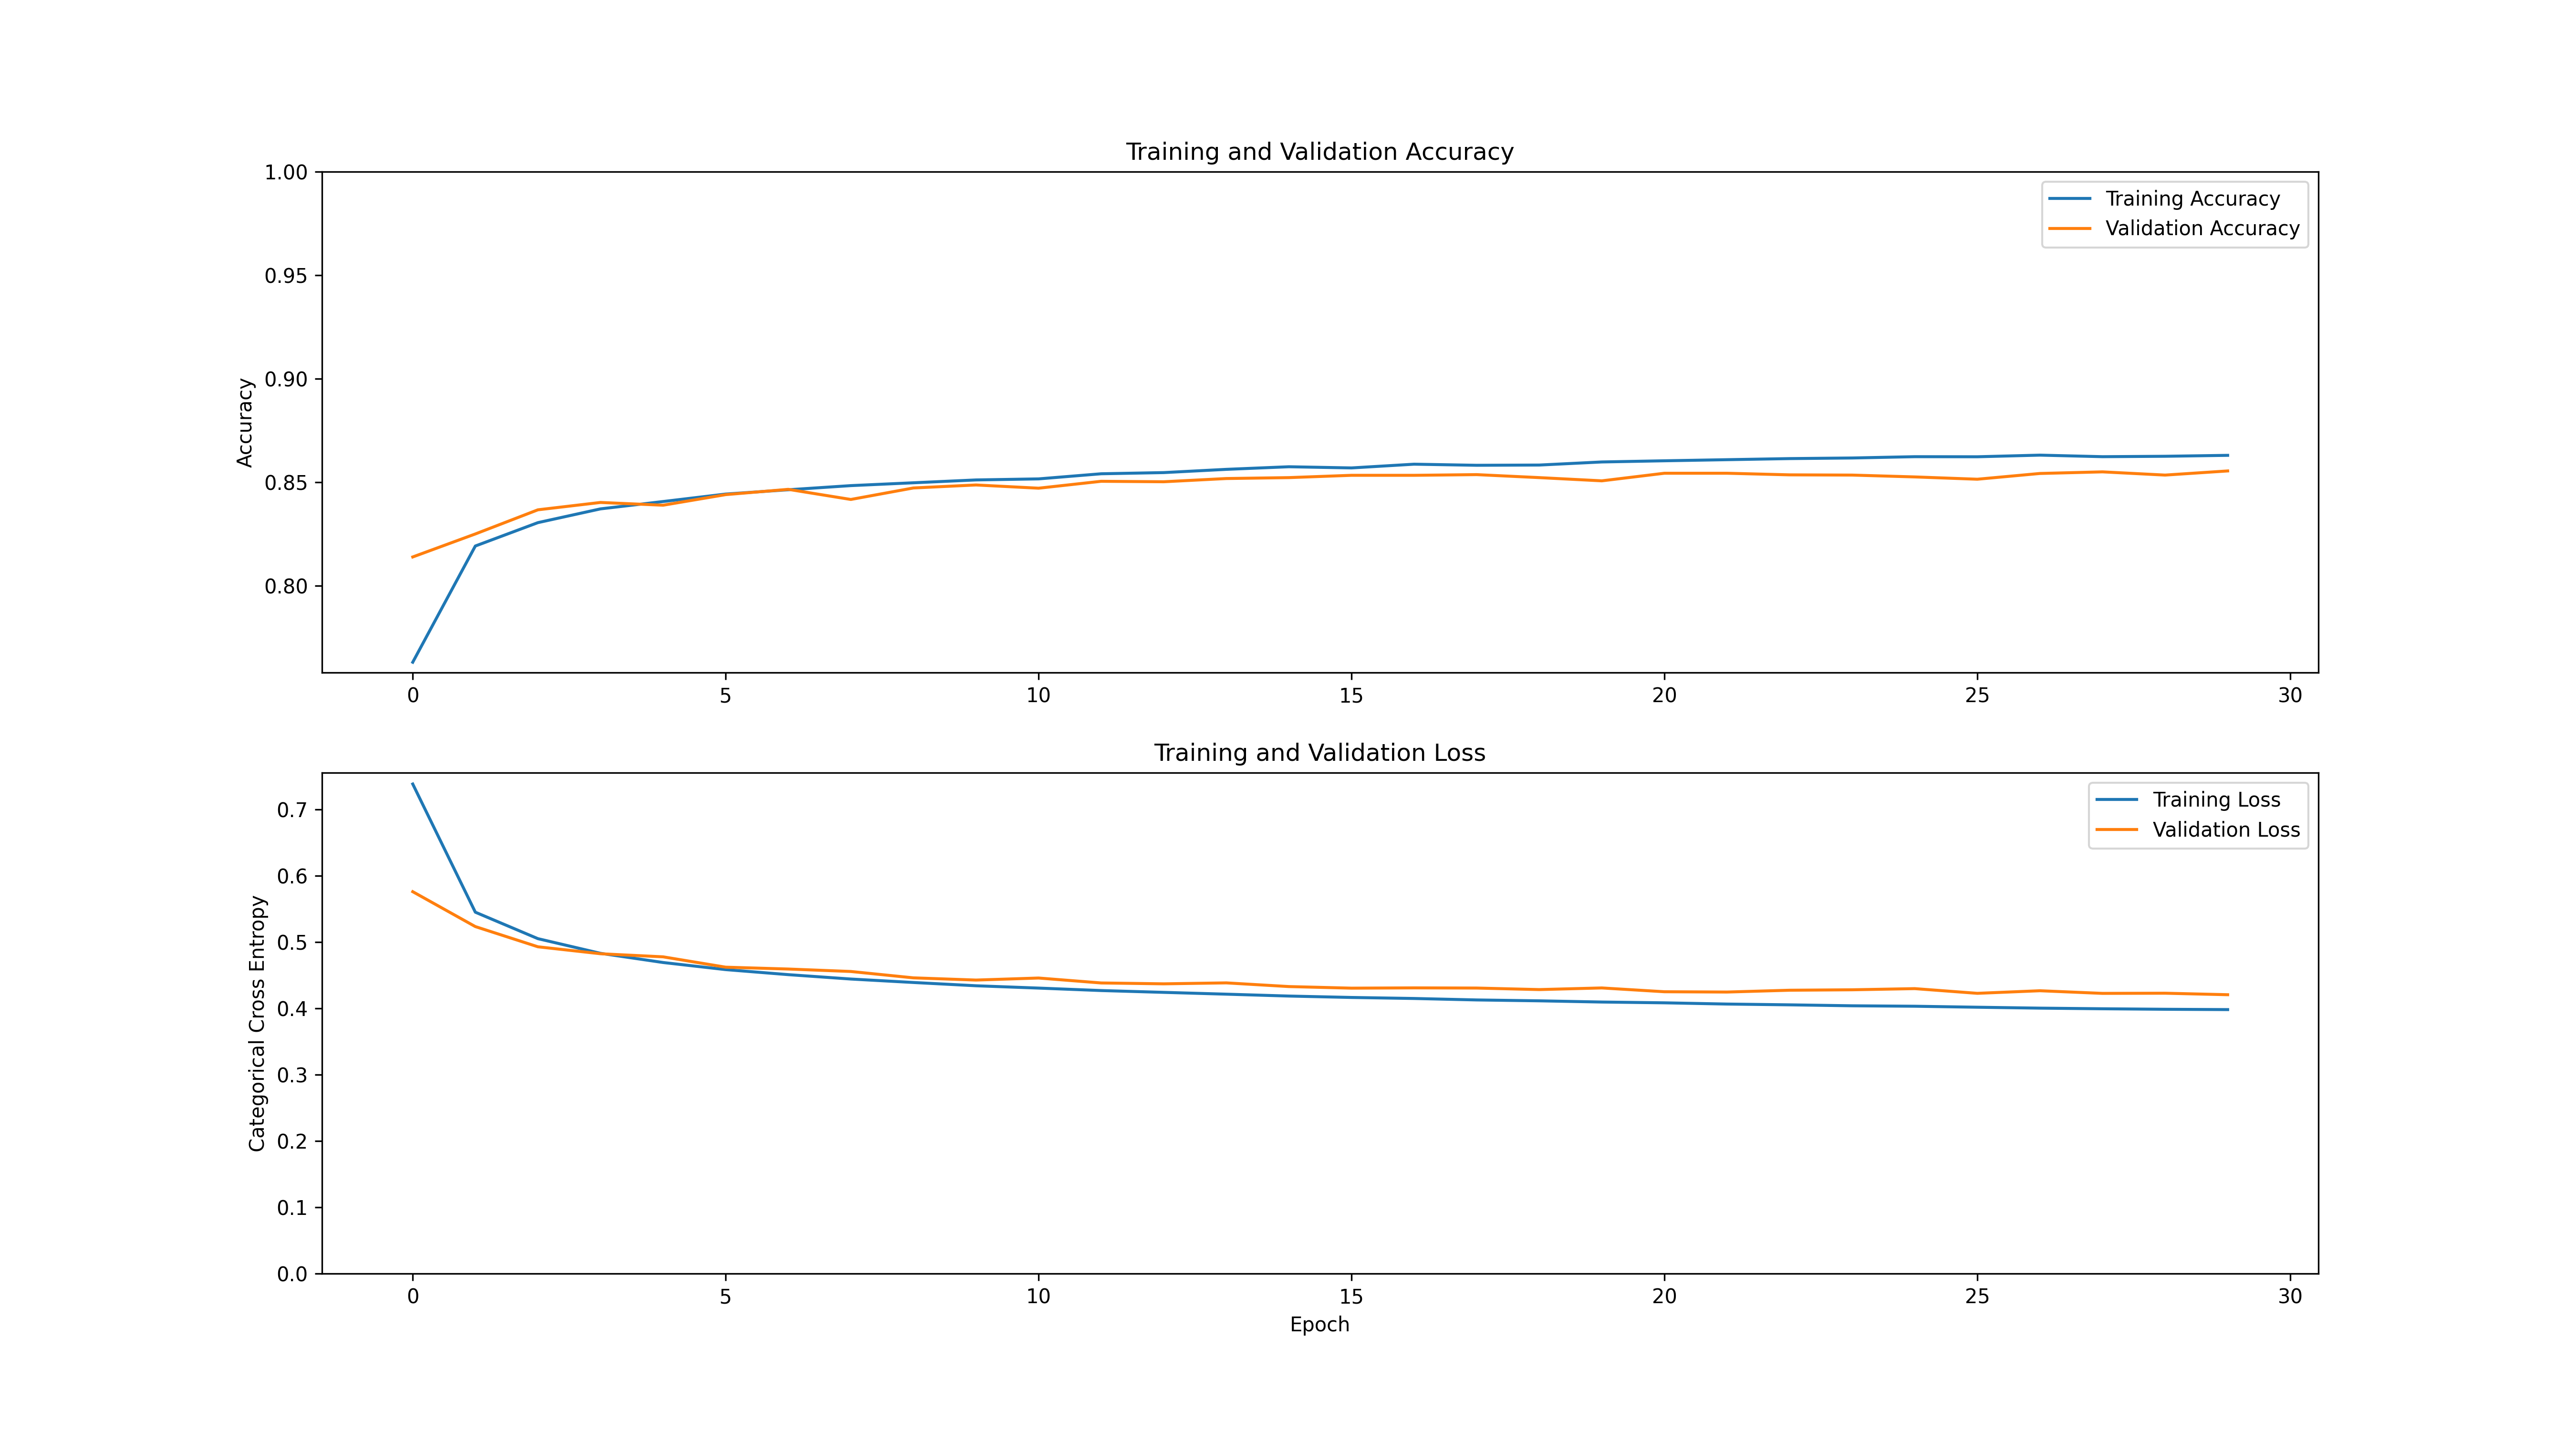 Training and Validation Accuracy
1.00
0.95
0.90
0.85
0.80
Accuracy
Training Accuracy
Validation Accuracy
0 5 10 15 20 25 30
Training and Validation Loss
0.7
0.6
0.5
0.4
0.3
0.2
0.1
0.0
Categorical Cross Entropy
Training Loss
Validation Loss
0 5 10 15 20 25 30
Epoch